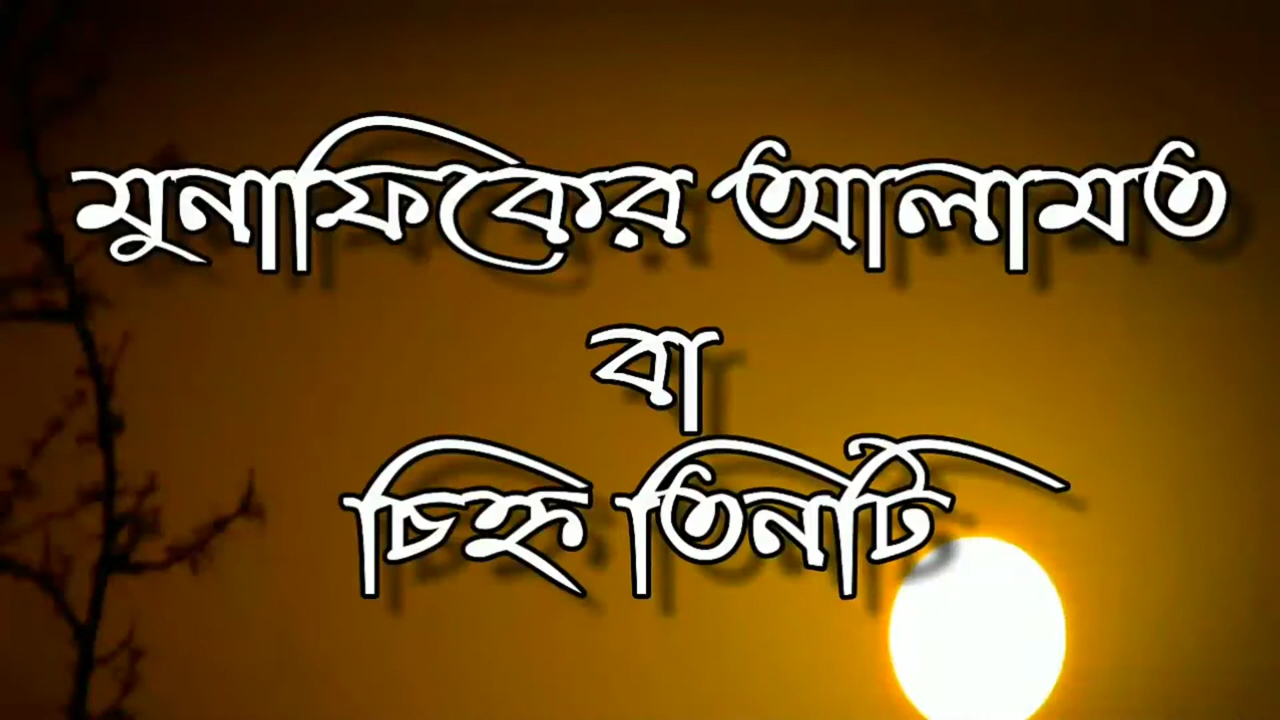 মুনাফিকের আলামত
বা
চিহ্ন তিনটি